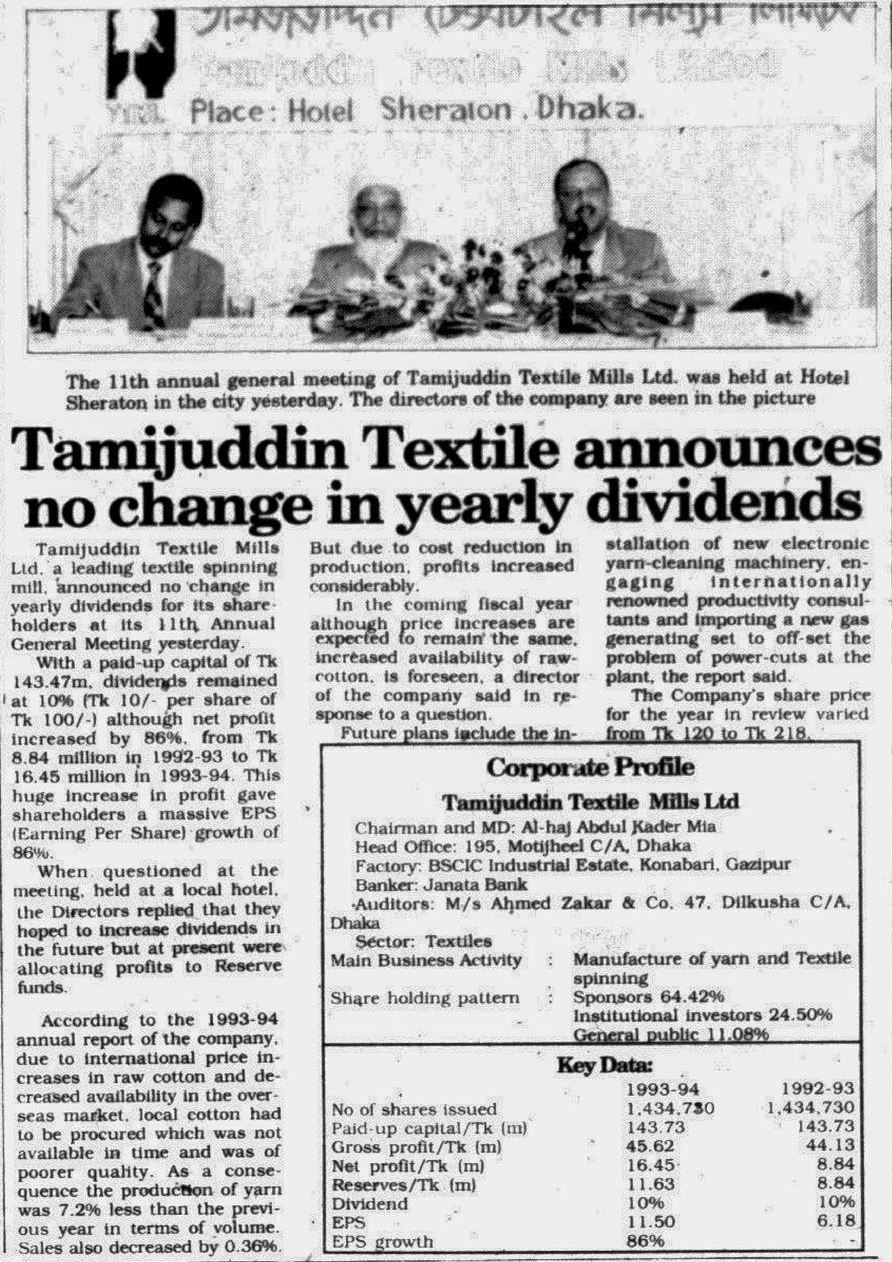 Place: Hotel Sheraton, Dhaka.
The 11th annual general meeting of Tamijuddin Textile Mills Ltd. was held at Hotel
Sheraton in the city yesterday. The directors of the company are seen in the picture
Tamijuddin Textile announces
no change in yearly dividends
Tamijuddin Textile Mills
Ltd, a leading textile spinning
mill, announced no change in
yearly dividends for its share-
holders at its 11th Annual
General Meeting yesterday.
With a paid-up capital of Tk
143.47m, dividends remained
at 10% (Tk 10/- per share of
Tk 100/-) although net profit
increased by 86%, from Tk
8.84 million in 1992-93 to Tk
16.45 million in 1993-94. This
huge increase in profit gave
shareholders a massive EPS
(Earning Per Share) growth of
86%.
When questioned at the
meeting, held at a local hotel,
the Directors replied that they
hoped to increase dividends in
the future but at present were
allocating profits to Reserve
funds.
According to the 1993-94
annual report of the company,
due to international price in-
creases in raw cotton and de-
creased availability in the over-
seas market, local cotton had
to be procured which was not
available in time and was of
poorer quality. As a conse-
quence the production of yarn
was 7.2% less than the previ-
ous year in terms of volume.
Sales also decreased by 0.36%.
But due to cost reduction in
production, profits increased
considerably.
In the coming fiscal year
although price increases are
expected to remain the same,
increased availability of raw-
cotton, is foreseen, a director
of the company said in re-
sponse to a question.
Future plans include the in-
stallation of new electronic
yarn-cleaning machinery, en-
gaging internationally
renowned productivity consul-
tants and importing a new gas
generating set to off-set the
problem of power-cuts at the
plant, the report said.
The Company's share price
for the year in review varied
from Tk 120 to Tk 218.
Corporate Profile
Tamijuddin Textile Mills Ltd
Chairman and MD: Al-haj Abdul Kader Mia
Head Office: 195, Motijheel C/A, Dhaka
Factory: BSCIC Industrial Estate, Konabari, Gazipur
Banker: Janata Bank
Auditors: M/s Ahmed Zakar & Co. 47, Dilkusha C/A,
Dhaka
Sector: Textiles
Main Business Activity : Manufacture of yarn and Textile
spinning
Share holding pattern : Sponsors 64.42%
Institutional investors 24.50%
General public 11.08%
Key Data:
1993-94 1992-93
No of shares issued 1,434,730 1,434,730
Paid-up capital/Tk (m) 143.73 143.73
Gross profit/Tk (m) 45.62 44.13
Net profit/Tk (m) 16.45 8.84
Reserves/Tk (m) 11.63 8.84
Dividend 10% 10%
EPS 11.50 6.18
EPS growth 86% -